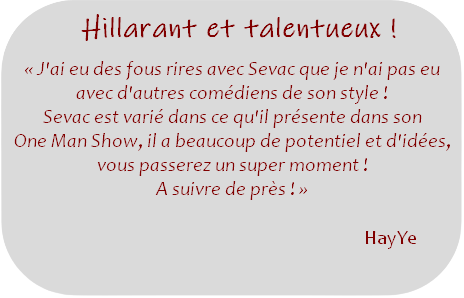 Hillarant et talentueux !
« J'ai eu des fous rires avec Sevac que je n'ai pas eu
avec d'autres comédiens de son style !
Sevac est varié dans ce qu'il présente dans son
One Man Show, il a beaucoup de potentiel et d'idées,
vous passerez un super moment !
A suivre de près ! »
HayYe